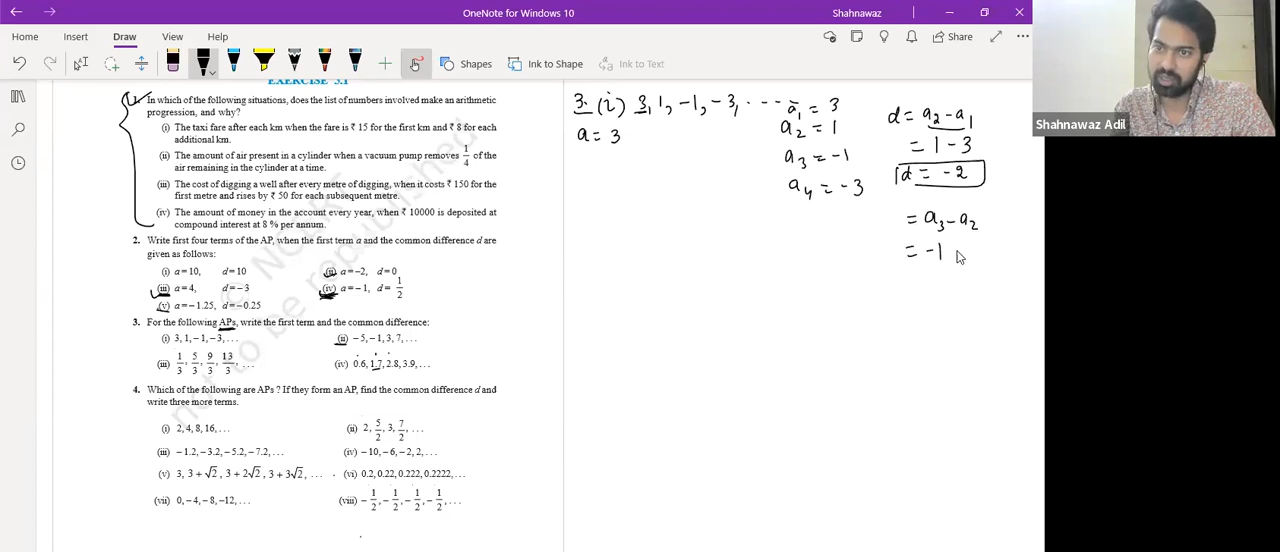 OneNote for Windows 10
Shahnawaz
Home Insert Draw View Help
Share
Shapes
Ink to Shape
Ink to Text
EXERCISE 5.1
1. In which of the following situations, does the list of numbers involved make an arithmetic
progression, and why?
(i) The taxi fare after each km when the fare is ₹ 15 for the first km and ₹ 8 for each
additional km.
(ii) The amount of air present in a cylinder when a vacuum pump removes 1/4 of the
air remaining in the cylinder at a time.
(iii) The cost of digging a well after every metre of digging, when it costs ₹ 150 for the
first metre and rises by ₹ 50 for each subsequent metre.
(iv) The amount of money in the account every year, when ₹ 10000 is deposited at
compound interest at 8 % per annum.
2. Write first four terms of the AP, when the first term a and the common difference d are
given as follows:
(i) a = 10, d = 10 (ii) a = –2, d = 0
(iii) a = 4, d = – 3 (iv) a = – 1, d = 1/2
(v) a = – 1.25, d = – 0.25
3. For the following APs, write the first term and the common difference:
(i) 3, 1, – 1, – 3, . . . (ii) – 5, – 1, 3, 7, . . .
(iii) 1/3, 5/3, 9/3, 13/3, . . . (iv) 0.6, 1.7, 2.8, 3.9, . . .
4. Which of the following are APs ? If they form an AP, find the common difference d and
write three more terms.
(i) 2, 4, 8, 16, . . . (ii) 2, 5/2, 3, 7/2, . . .
(iii) – 1.2, – 3.2, – 5.2, – 7.2, . . . (iv) – 10, – 6, – 2, 2, . . .
(v) 3, 3 + √2, 3 + 2√2, 3 + 3√2, . . . (vi) 0.2, 0.22, 0.222, 0.2222, . . .
(vii) 0, – 4, – 8, –12, . . . (viii) – 1/2, – 1/2, – 1/2, – 1/2, . . .
© NCERT
not to be republished
3. (i) 3, 1, -1, -3, ....
a = 3
a₁ = 3
a₂ = 1
a₃ = -1
a₄ = -3
d = a₂ - a₁
= 1 - 3
d = -2
= a₃ - a₂
= -1
Shahnawaz Adil